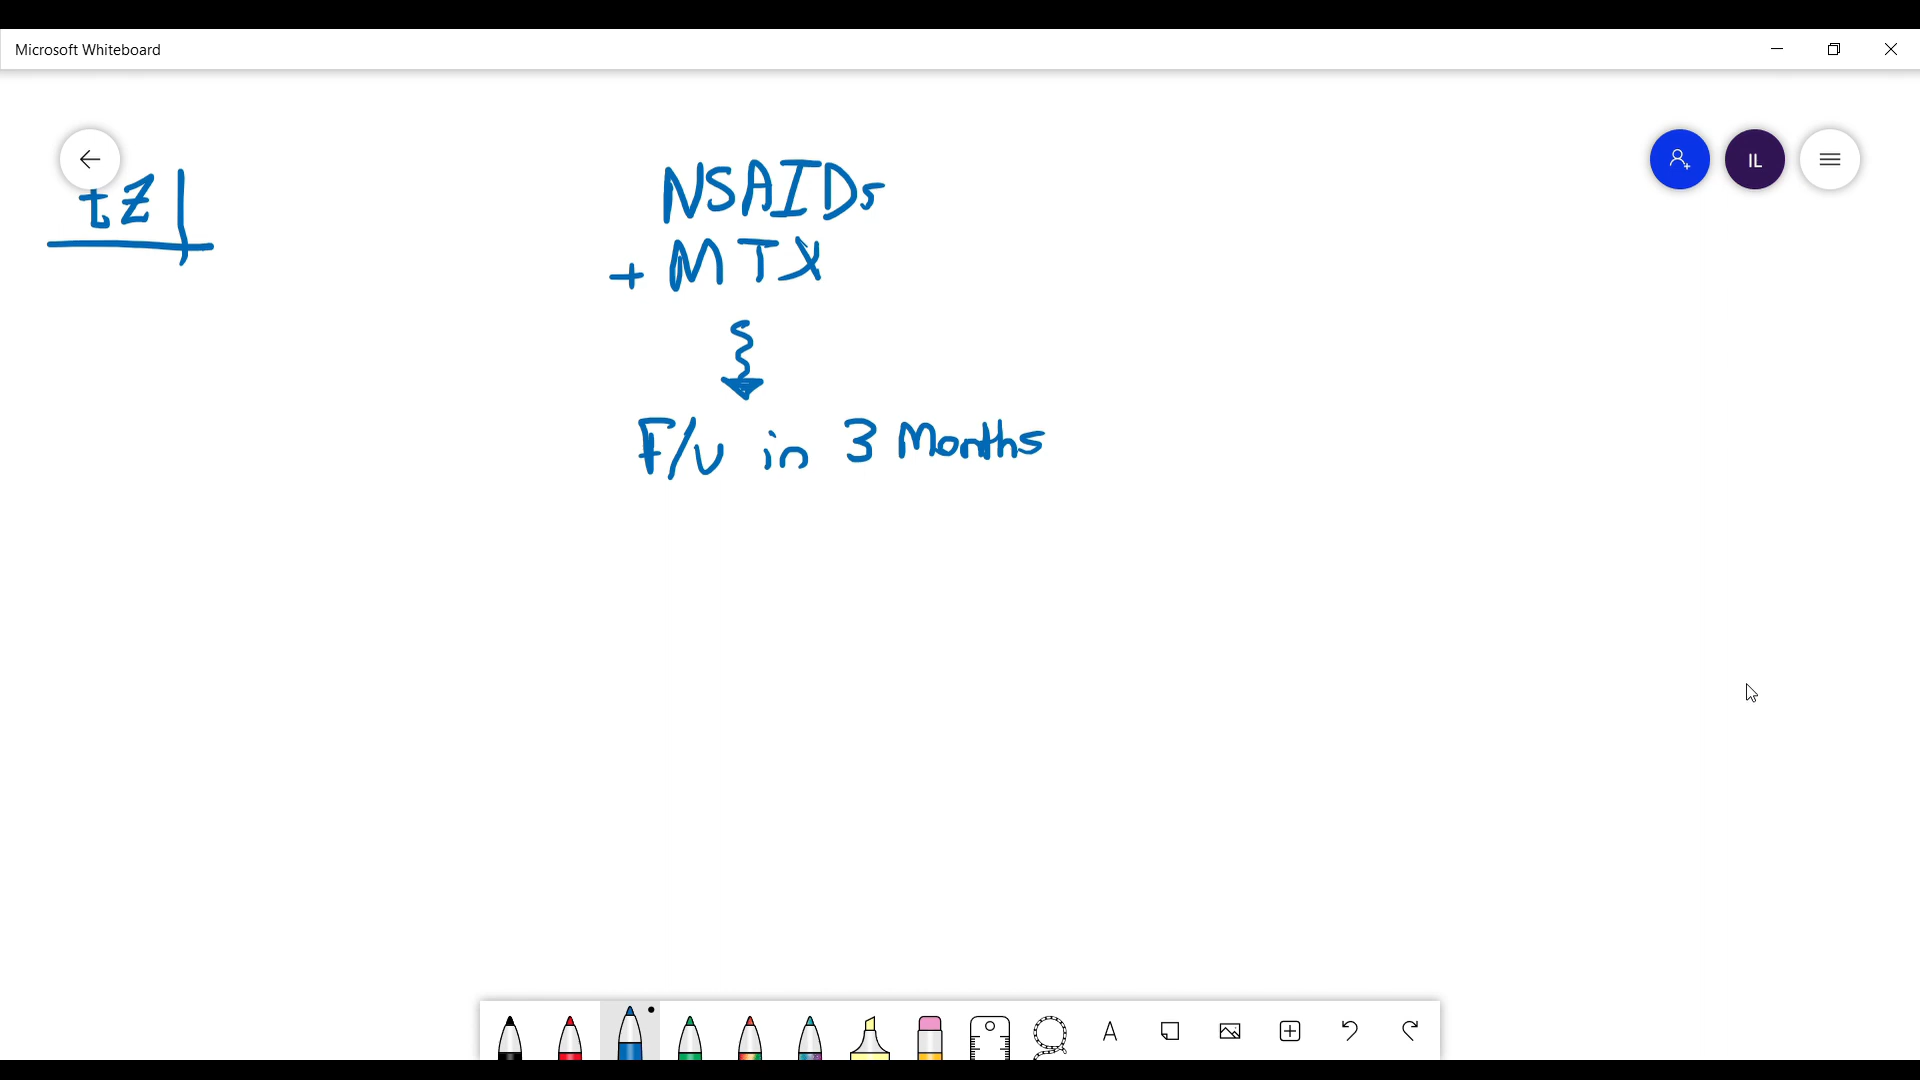 Microsoft Whiteboard
IL
NSAIDs
+ MTX
F/U in 3 Months
A